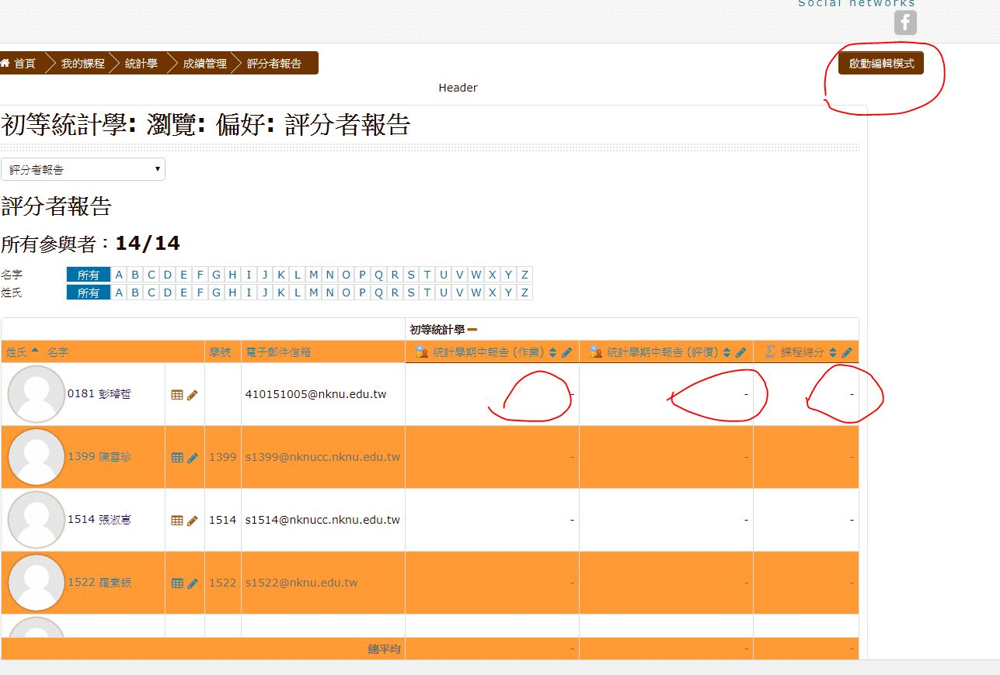 Social networks
首頁 我的課程 統計學 成績管理 評分者報告
啟動編輯模式
Header
初等統計學: 瀏覽: 偏好: 評分者報告
評分者報告
評分者報告
所有參與者：14/14
名字 所有 A B C D E F G H I J K L M N O P Q R S T U V W X Y Z
姓氏 所有 A B C D E F G H I J K L M N O P Q R S T U V W X Y Z
初等統計學
姓氏 名字 學號 電子郵件信箱 統計學期中報告 (作業) 統計學期中報告 (評價) Σ 課程總分
0181 彭瑋哲 410151005@nknu.edu.tw - - -
1399 陳雪珍 1399 s1399@nknucc.nknu.edu.tw - - -
1514 張淑惠 1514 s1514@nknucc.nknu.edu.tw - - -
1522 羅素銀 1522 s1522@nknu.edu.tw - - -
總平均 - - -